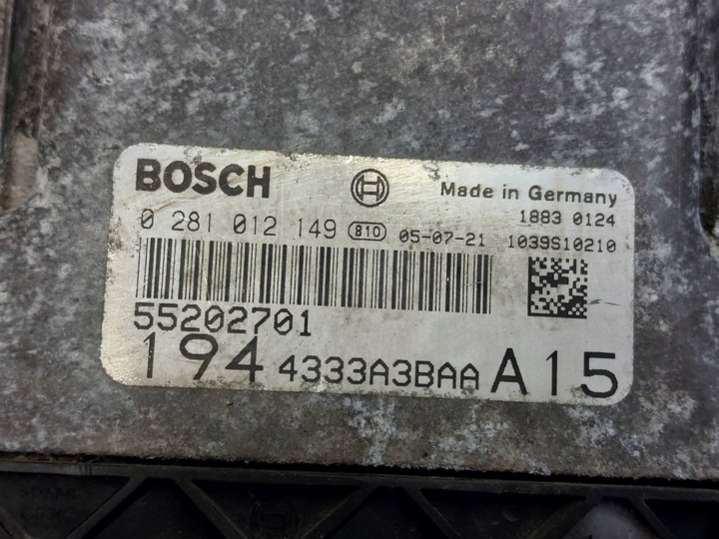 BOSCH
Made in Germany
1883 0124
0 281 012 149 810 05-07-21 1039S10210
55202701
194 4333A3BAA A15